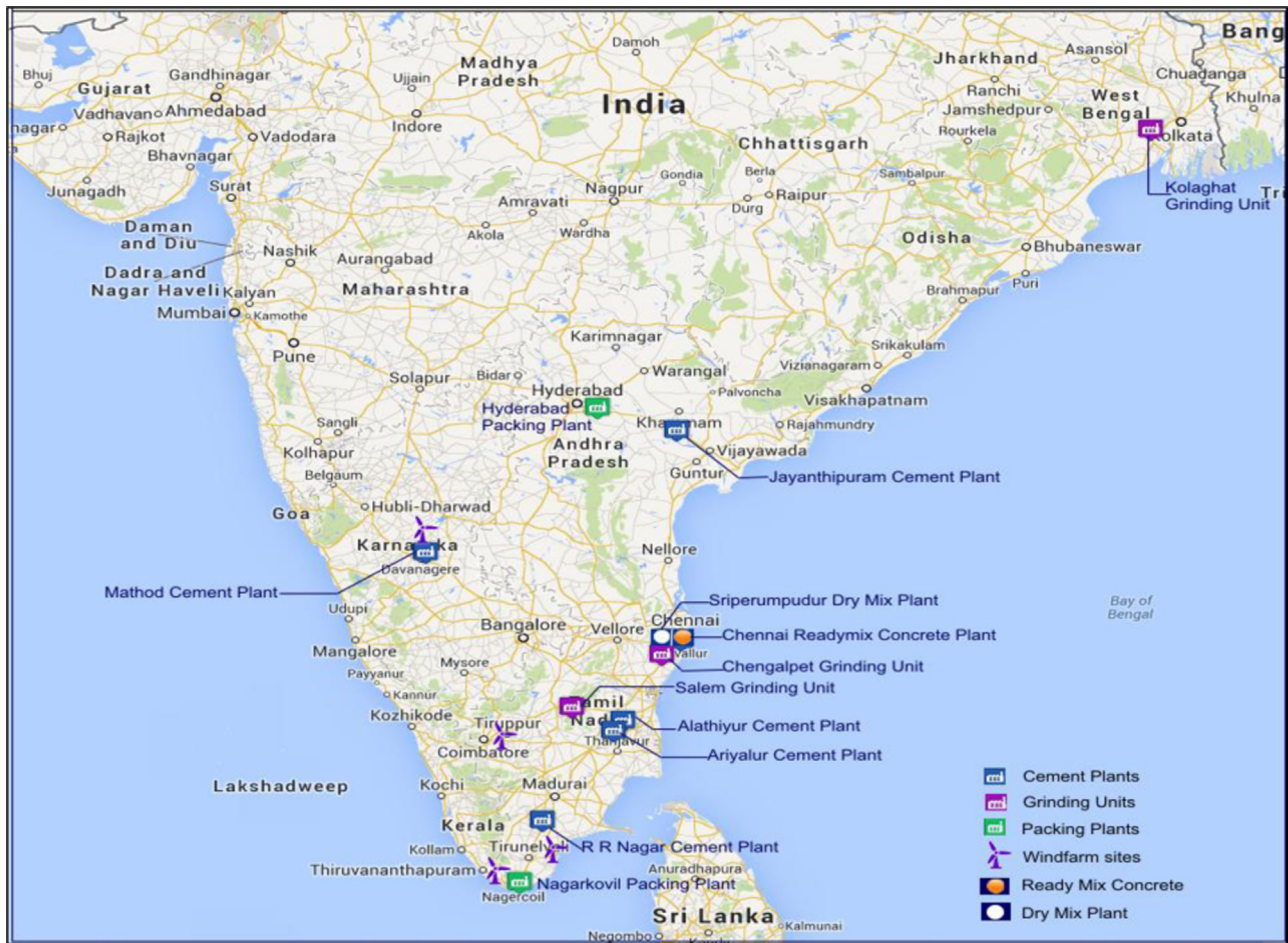 Bang
Damoh
Asansol
Bhuj
Gandhinagar
Madhya
Pradesh
Jharkhand
Chuadanga
Gujarat
Ujjain
Ranchi
West
Bengal
Khulna
Vadhavan
Ahmedabad
India
Jamshedpur
nagar
Rajkot
Vadodara
Indore
Rourkela
Kolkata
Bhavnagar
Chhattisgarh
Junagadh
Surat
Nagpur
Gondia
Berla
Raipur
Sambalpur
Kolaghat
Grinding Unit
Tri
Amravati
Durg
Daman
and Diu
Akola
Wardha
Odisha
Nashik
Aurangabad
Bhubaneswar
Dadra and
Nagar Haveli
Kalyan
Maharashtra
Puri
Mumbai
Kamothe
Brahmapur
Pune
Karimnagar
Srikakulam
Solapur
Bidar
Warangal
Vizianagaram
Hyderabad
Palvoncha
Visakhapatnam
Hyderabad
Packing Plant
Sangli
Rajahmundry
Kolhapur
Andhra
Pradesh
Vijayawada
Belgaum
Guntur
Jayanthipuram Cement Plant
Goa
Hubli-Dharwad
Nellore
Davanagere
Mathod Cement Plant
Sriperumpudur Dry Mix Plant
Bay of
Bengal
Udupi
Bangalore
Vellore
Chennai
Chennai Readymix Concrete Plant
Mangalore
vallur
Mysore
Chengalpet Grinding Unit
Payyanur
Salem Grinding Unit
Kannur
Kozhikode
Tiruppur
Alathiyur Cement Plant
Coimbatore
Thanjavur
Ariyalur Cement Plant
Lakshadweep
Kochi
Madurai
Cement Plants
Grinding Units
Kerala
Packing Plants
Kollam
R R Nagar Cement Plant
Windfarm sites
Thiruvananthapuram
Anuradhapura
Nagarkovil Packing Plant
Ready Mix Concrete
Nagercoil
Sri Lanka
Dry Mix Plant
Kalmunai
Negombo